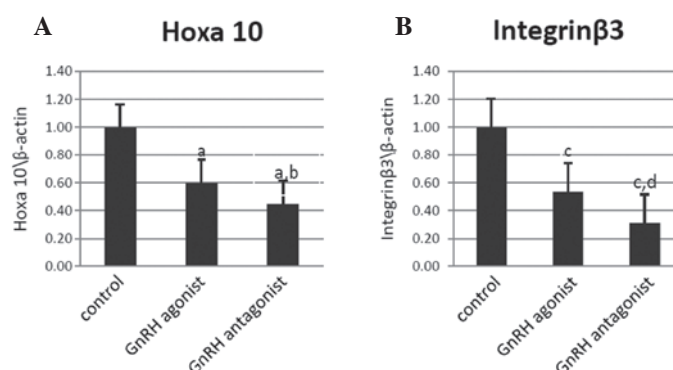 A
Hoxa 10
Hoxa 10\β-actin
1.40
1.20
1.00
0.80
0.60
0.40
0.20
0.00
a
a,b
control
GnRH agonist
GnRH antagonist
B
Integrinβ3
Integrinβ3\β-actin
1.40
1.20
1.00
0.80
0.60
0.40
0.20
0.00
c
c,d
control
GnRH agonist
GnRH antagonist